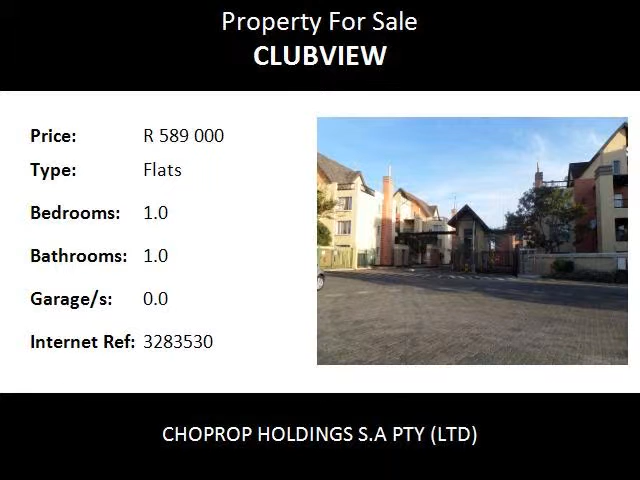 Property For Sale
CLUBVIEW
Price: R 589 000
Type: Flats
Bedrooms: 1.0
Bathrooms: 1.0
Garage/s: 0.0
Internet Ref: 3283530
CHOPROP HOLDINGS S.A PTY (LTD)